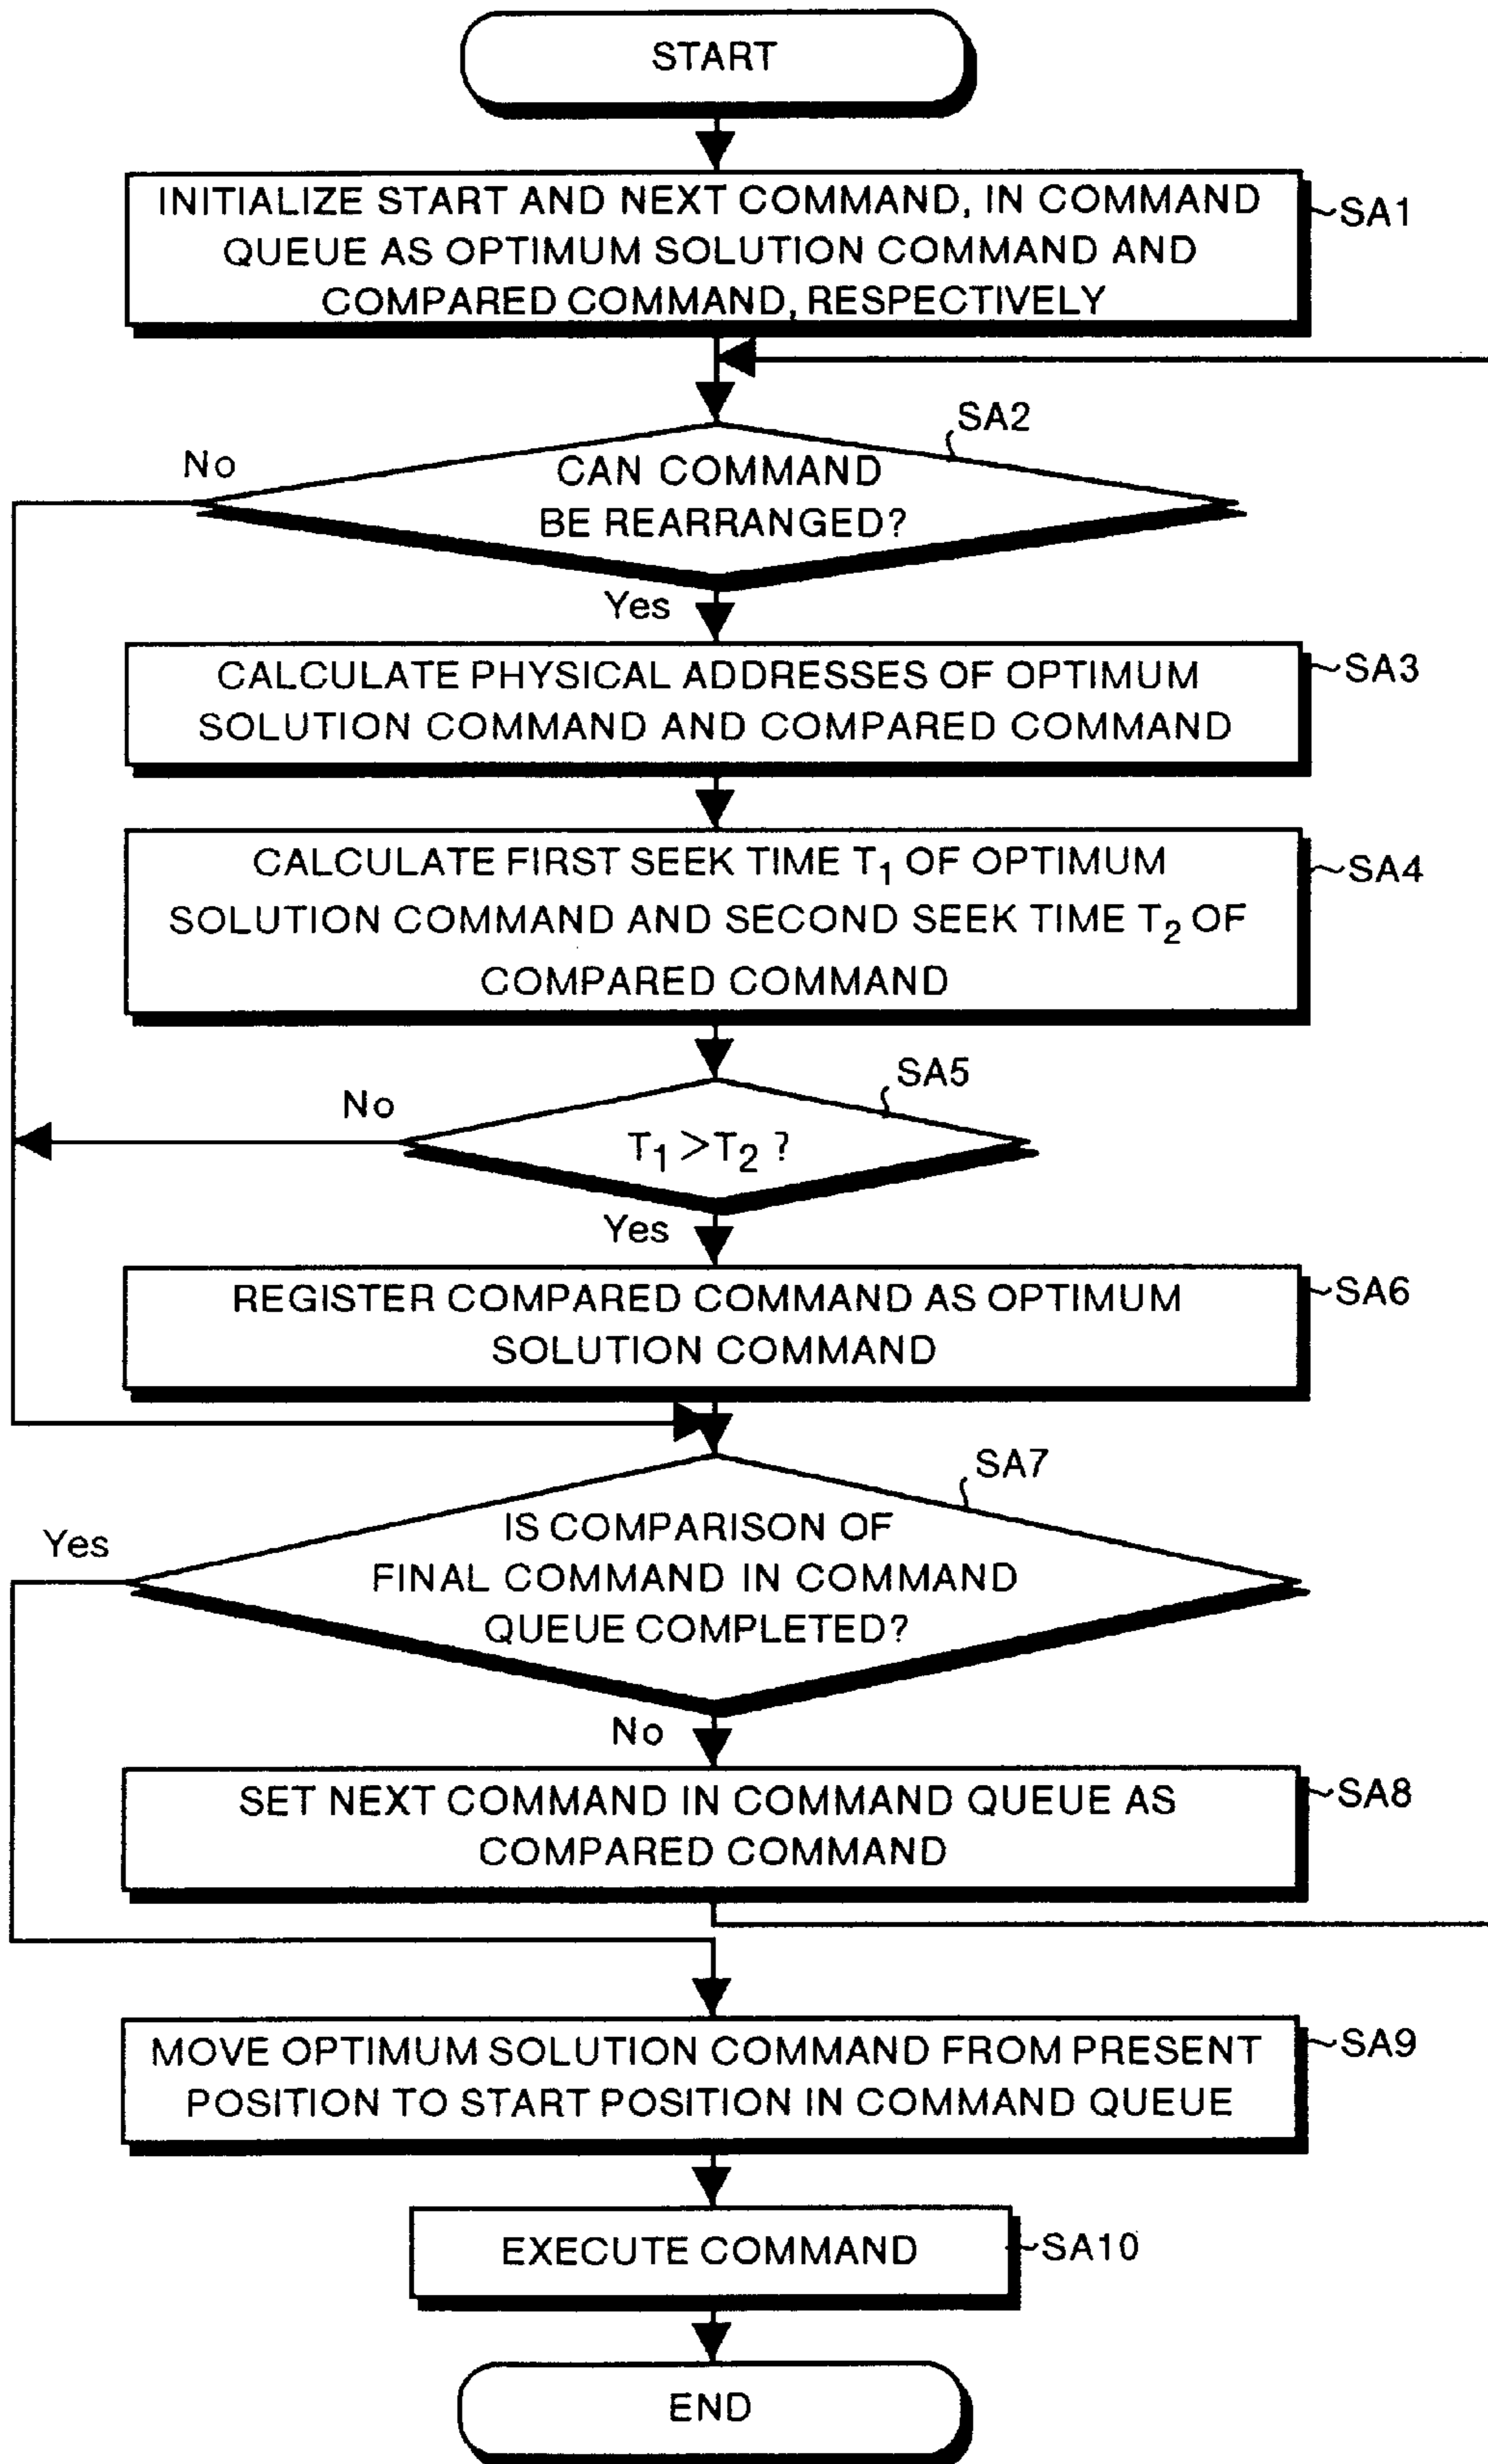 START
INITIALIZE START AND NEXT COMMAND, IN COMMAND
QUEUE AS OPTIMUM SOLUTION COMMAND AND
COMPARED COMMAND, RESPECTIVELY
SA1
SA2
No
CAN COMMAND
BE REARRANGED?
Yes
CALCULATE PHYSICAL ADDRESSES OF OPTIMUM
SOLUTION COMMAND AND COMPARED COMMAND
SA3
CALCULATE FIRST SEEK TIME T₁ OF OPTIMUM
SOLUTION COMMAND AND SECOND SEEK TIME T₂ OF
COMPARED COMMAND
SA4
SA5
No
T₁ >T₂ ?
Yes
REGISTER COMPARED COMMAND AS OPTIMUM
SOLUTION COMMAND
SA6
SA7
Yes
IS COMPARISON OF
FINAL COMMAND IN COMMAND
QUEUE COMPLETED?
No
SET NEXT COMMAND IN COMMAND QUEUE AS
COMPARED COMMAND
SA8
MOVE OPTIMUM SOLUTION COMMAND FROM PRESENT
POSITION TO START POSITION IN COMMAND QUEUE
SA9
EXECUTE COMMAND
SA10
END